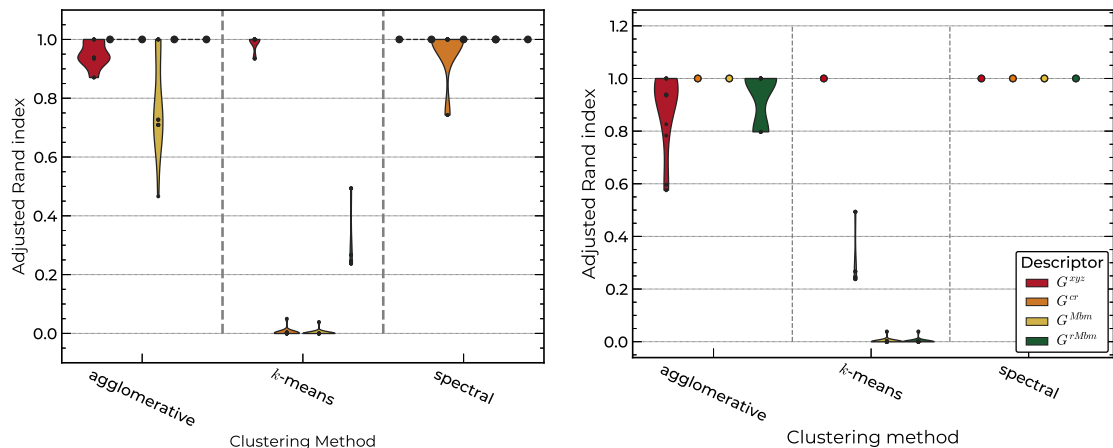 Adjusted Rand index
1.0
0.8
0.6
0.4
0.2
0.0
agglomerative
k-means
spectral
Clustering Method
Adjusted Rand index
1.2
1.0
0.8
0.6
0.4
0.2
0.0
agglomerative
k-means
spectral
Clustering method
Descriptor
G^{xyz}
G^{cr}
G^{Mbm}
G^{rMbm}